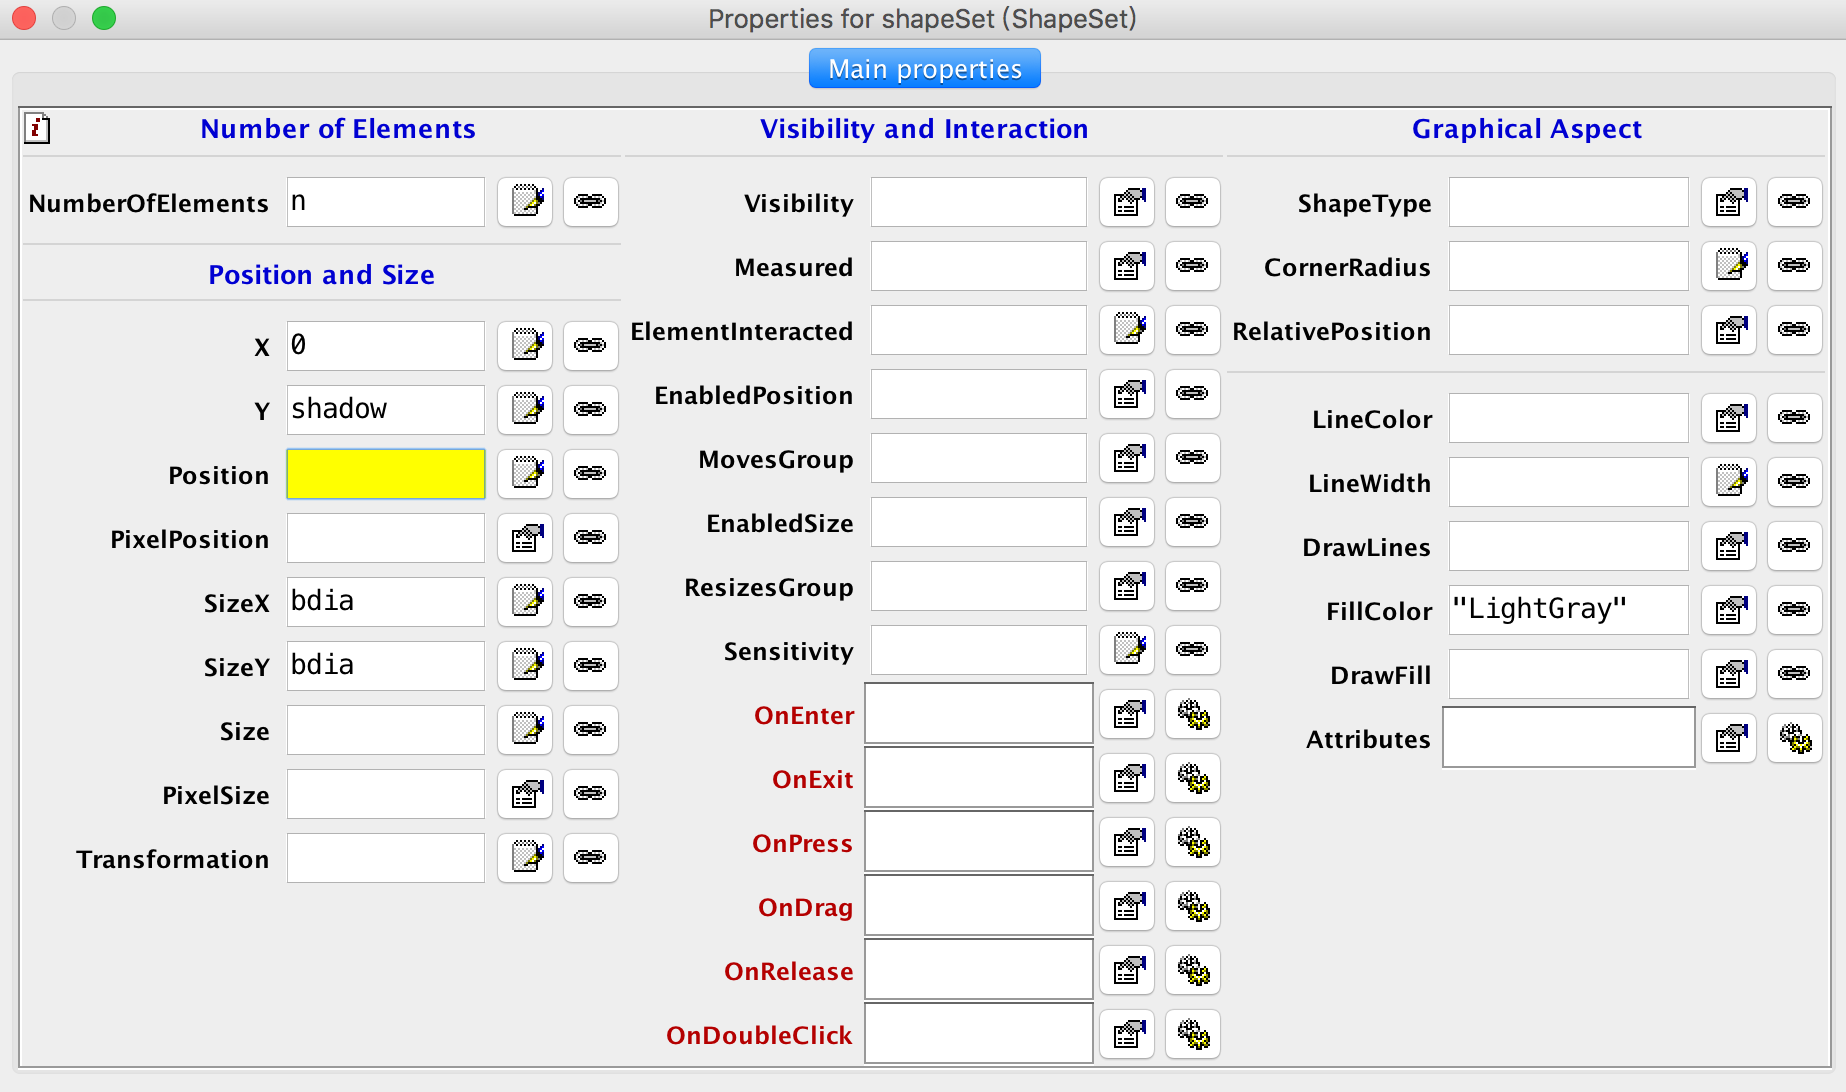 Properties for shapeSet (ShapeSet)
Main properties
Number of Elements
NumberOfElements n
Position and Size
X 0
Y shadow
Position
PixelPosition
SizeX bdia
SizeY bdia
Size
PixelSize
Transformation
Visibility and Interaction
Visibility
Measured
ElementInteracted
EnabledPosition
MovesGroup
EnabledSize
ResizesGroup
Sensitivity
OnEnter
OnExit
OnPress
OnDrag
OnRelease
OnDoubleClick
Graphical Aspect
ShapeType
CornerRadius
RelativePosition
LineColor
LineWidth
DrawLines
FillColor "LightGray"
DrawFill
Attributes